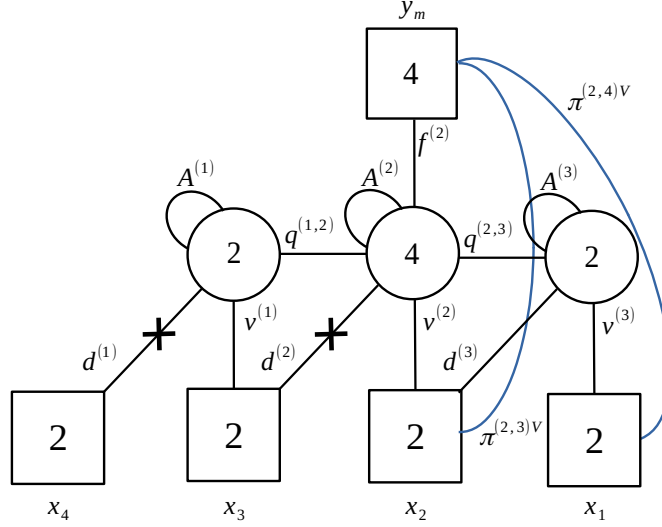 y_m
4
π^(2,4)V
f^(2)
A^(1)
A^(2)
A^(3)
2
q^(1,2)
4
q^(2,3)
2
d^(1)
v^(1)
d^(2)
v^(2)
d^(3)
v^(3)
2
2
2
π^(2,3)V
2
x_4
x_3
x_2
x_1